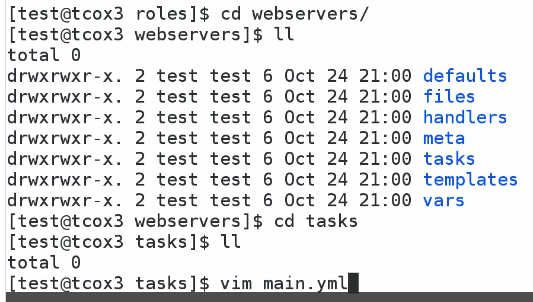 [test@tcox3 roles]$ cd webservers/
[test@tcox3 webservers]$ ll
total 0
drwxrwxr-x. 2 test test 6 Oct 24 21:00 defaults
drwxrwxr-x. 2 test test 6 Oct 24 21:00 files
drwxrwxr-x. 2 test test 6 Oct 24 21:00 handlers
drwxrwxr-x. 2 test test 6 Oct 24 21:00 meta
drwxrwxr-x. 2 test test 6 Oct 24 21:00 tasks
drwxrwxr-x. 2 test test 6 Oct 24 21:00 templates
drwxrwxr-x. 2 test test 6 Oct 24 21:00 vars
[test@tcox3 webservers]$ cd tasks
[test@tcox3 tasks]$ ll
total 0
[test@tcox3 tasks]$ vim main.yml